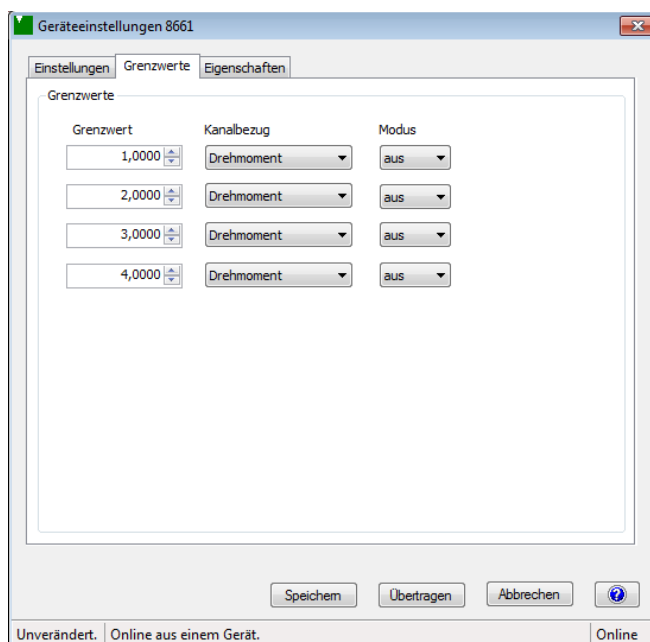 Geräteeinstellungen 8661
Einstellungen Grenzwerte Eigenschaften
Grenzwerte
Grenzwert Kanalbezug Modus
1,0000 Drehmoment aus
2,0000 Drehmoment aus
3,0000 Drehmoment aus
4,0000 Drehmoment aus
Speichern Übertragen Abbrechen ?
Unverändert. Online aus einem Gerät. Online